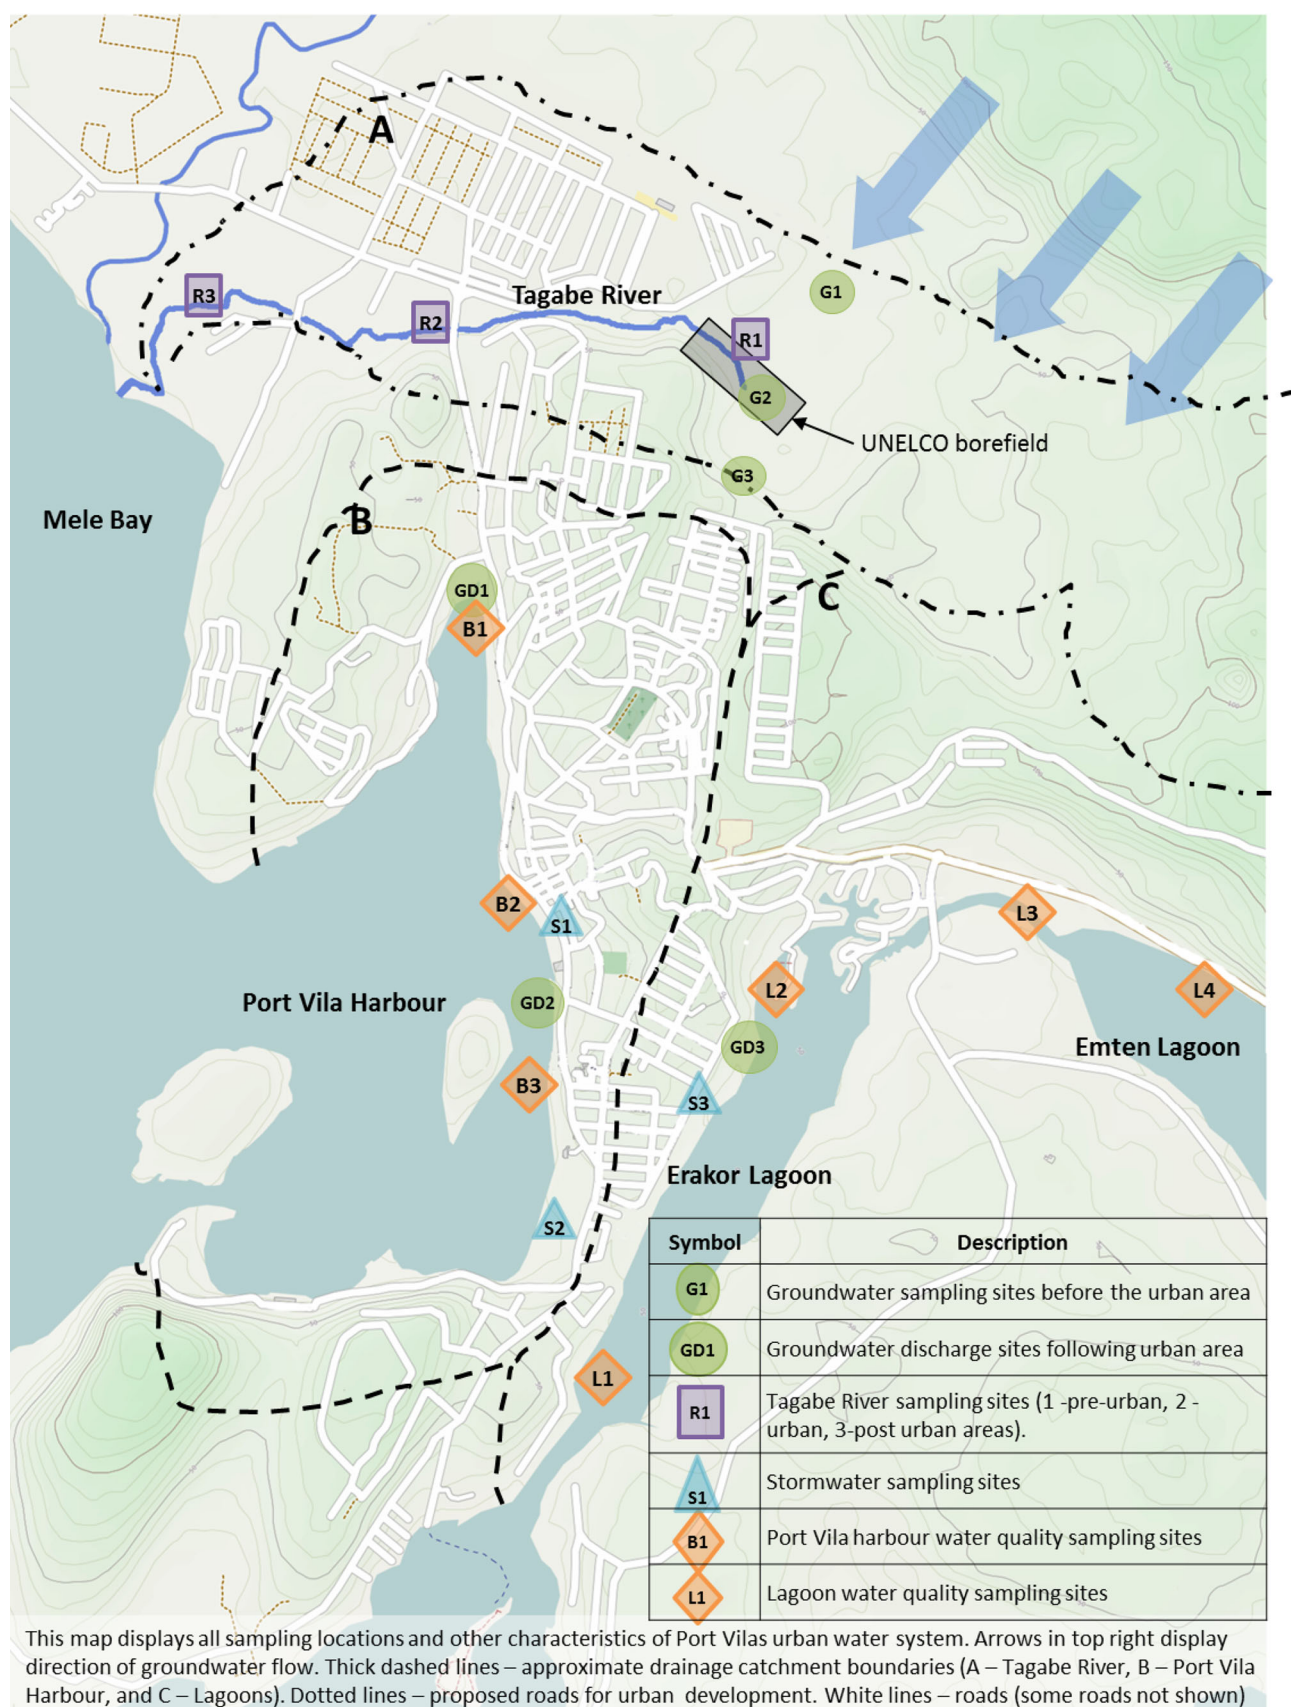 A
R3
R2
Tagabe River
R1
G1
G2
UNELCO borefield
G3
Mele Bay
B
C
GD1
B1
B2
S1
L3
L2
L4
Port Vila Harbour
GD2
GD3
Emten Lagoon
B3
S3
Erakor Lagoon
S2
L1
Symbol Description
G1 Groundwater sampling sites before the urban area
GD1 Groundwater discharge sites following urban area
R1 Tagabe River sampling sites (1 -pre-urban, 2 -
urban, 3-post urban areas).
S1 Stormwater sampling sites
B1 Port Vila harbour water quality sampling sites
L1 Lagoon water quality sampling sites
This map displays all sampling locations and other characteristics of Port Vilas urban water system. Arrows in top right display
direction of groundwater flow. Thick dashed lines – approximate drainage catchment boundaries (A – Tagabe River, B – Port Vila
Harbour, and C – Lagoons). Dotted lines – proposed roads for urban development. White lines – roads (some roads not shown)